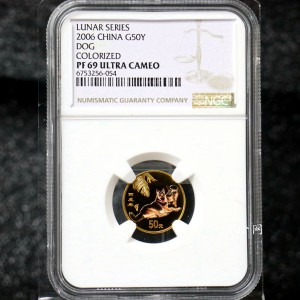 LUNAR SERIES
2006 CHINA G50Y
DOG
COLORIZED
PF 69 ULTRA CAMEO
6753256-054
NUMISMATIC GUARANTY COMPANY
NGC
50元